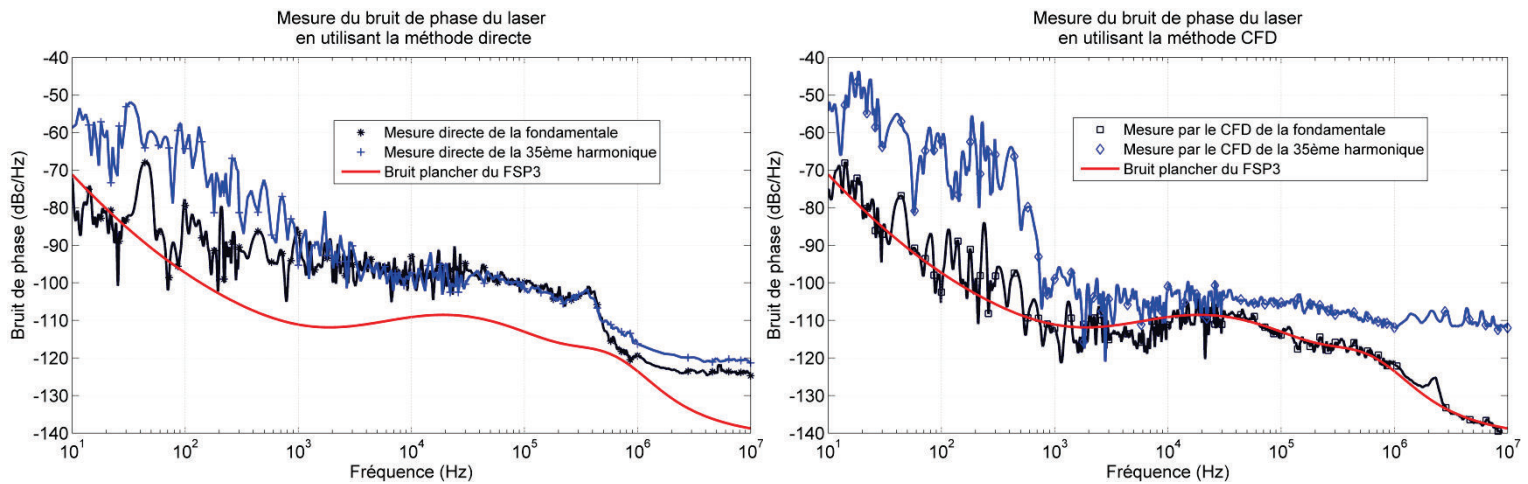 Mesure du bruit de phase du laser
en utilisant la méthode directe
-40
-50
-60
-70
-80
-90
-100
-110
-120
-130
-140
Bruit de phase (dBc/Hz)
Mesure directe de la fondamentale
Mesure directe de la 35ème harmonique
Bruit plancher du FSP3
10^1 10^2 10^3 10^4 10^5 10^6 10^7
Fréquence (Hz)
Mesure du bruit de phase du laser
en utilisant la méthode CFD
-40
-50
-60
-70
-80
-90
-100
-110
-120
-130
-140
Bruit de phase (dBc/Hz)
Mesure par le CFD de la fondamentale
Mesure par le CFD de la 35ème harmonique
Bruit plancher du FSP3
10^1 10^2 10^3 10^4 10^5 10^6 10^7
Fréquence (Hz)